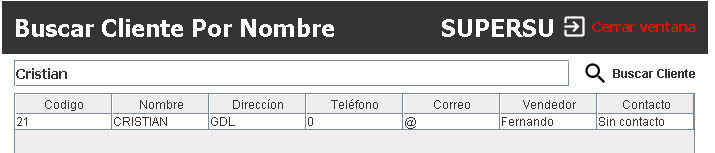 Buscar Cliente Por Nombre SUPERSU Cerrar ventana
Cristian Buscar Cliente
Codigo Nombre Direccíon Teléfono Correo Vendedor Contacto
21 CRISTIAN GDL 0 @ Fernando Sin contacto